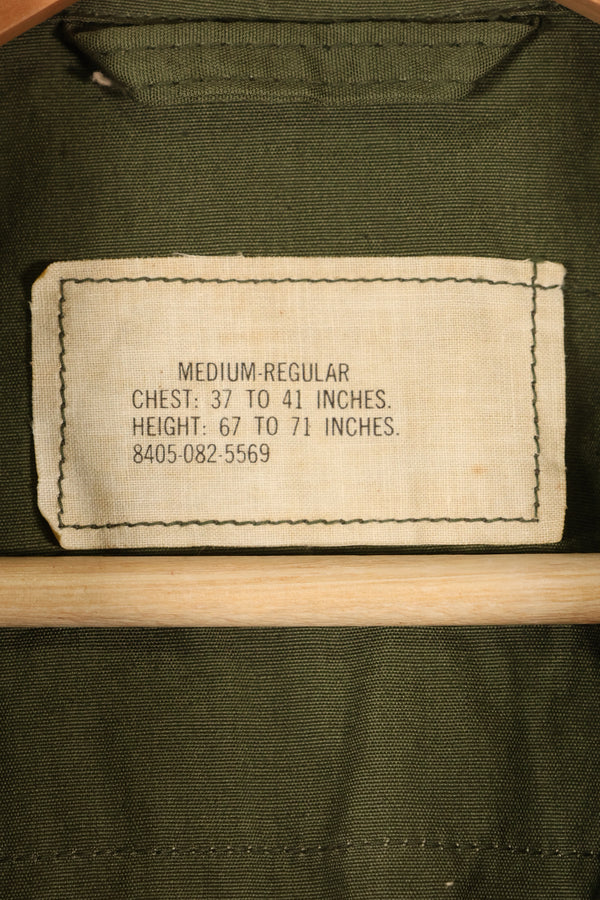 MEDIUM-REGULAR
CHEST: 37 TO 41 INCHES.
HEIGHT: 67 TO 71 INCHES.
8405-082-5569